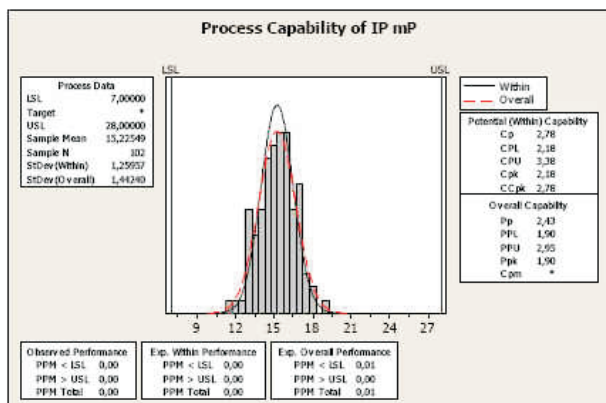 Process Capability of IP mP
LSL
USL
Process Data
LSL 7,00000
Target *
USL 28,00000
Sample Mean 15,22549
Sample N 102
StDev(Within) 1,25957
StDev(Overall) 1,44240
Within
Overall
Potential (Within) Capability
Cp 2,78
CPL 2,18
CPU 3,38
Cpk 2,18
CCpk 2,78
Overall Capability
Pp 2,43
PPL 1,90
PPU 2,95
Ppk 1,90
Cpm *
9 12 15 18 21 24 27
Observed Performance
PPM < LSL 0,00
PPM > USL 0,00
PPM Total 0,00
Exp. Within Performance
PPM < LSL 0,00
PPM > USL 0,00
PPM Total 0,00
Exp. Overall Performance
PPM < LSL 0,01
PPM > USL 0,00
PPM Total 0,01